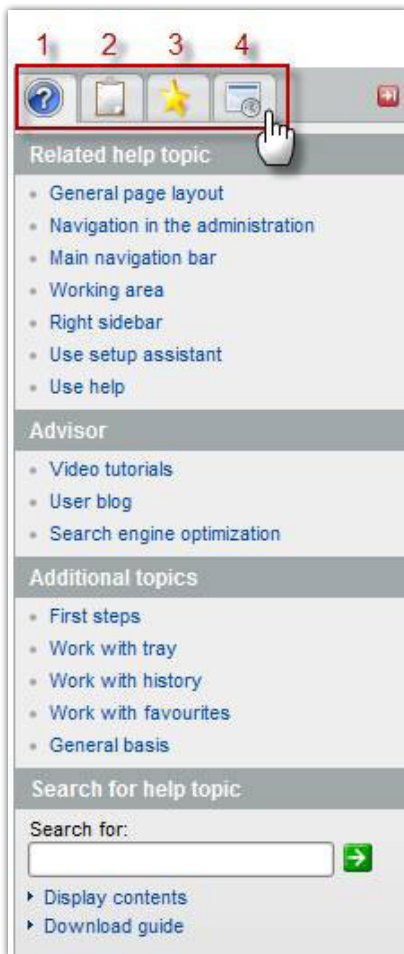 1 2 3 4
Related help topic
General page layout
Navigation in the administration
Main navigation bar
Working area
Right sidebar
Use setup assistant
Use help
Advisor
Video tutorials
User blog
Search engine optimization
Additional topics
First steps
Work with tray
Work with history
Work with favourites
General basis
Search for help topic
Search for:
Display contents
Download guide